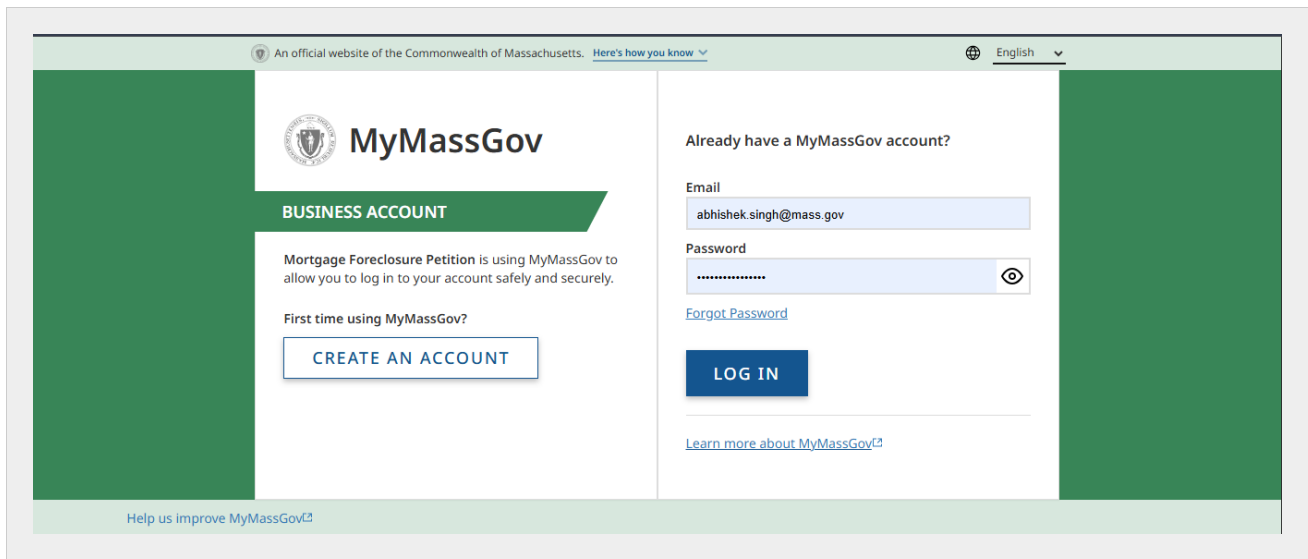 An official website of the Commonwealth of Massachusetts. Here's how you know
English
MyMassGov
BUSINESS ACCOUNT
Mortgage Foreclosure Petition is using MyMassGov to
allow you to log in to your account safely and securely.
First time using MyMassGov?
CREATE AN ACCOUNT
Already have a MyMassGov account?
Email
abhishek.singh@mass.gov
Password
••••••••••••••••
Forgot Password
LOG IN
Learn more about MyMassGov
Help us improve MyMassGov